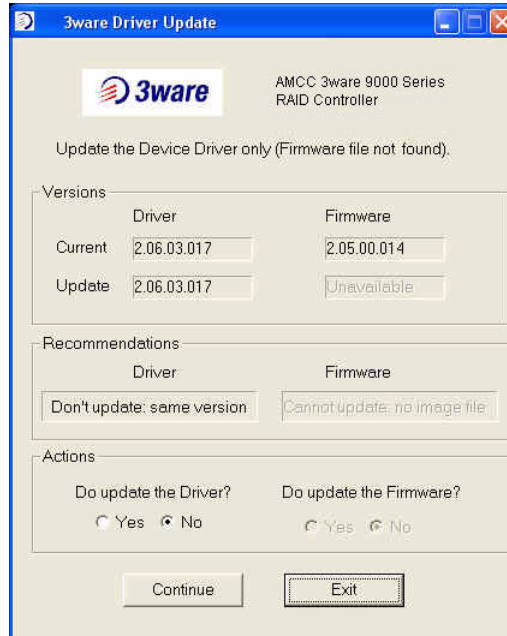 3ware Driver Update
3ware
AMCC 3ware 9000 Series
RAID Controller
Update the Device Driver only (Firmware file not found).
Versions
Driver Firmware
Current 2.06.03.017 2.05.00.014
Update 2.06.03.017 Unavailable
Recommendations
Driver Firmware
Don't update: same version Cannot update: no image file
Actions
Do update the Driver? Do update the Firmware?
Yes No Yes No
Continue Exit